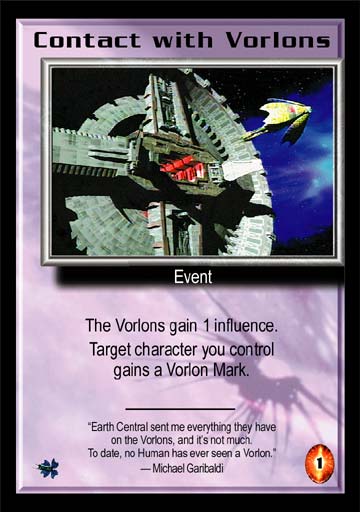 Contact with Vorlons
Event
The Vorlons gain 1 influence.
Target character you control
gains a Vorlon Mark.
“Earth Central sent me everything they have
on the Vorlons, and it’s not much.
To date, no Human has ever seen a Vorlon.”
— Michael Garibaldi
1